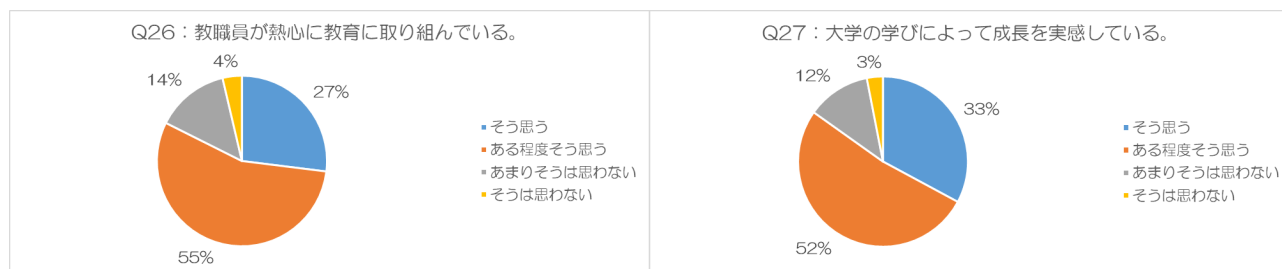 Q26：教職員が熱心に教育に取り組んでいる。
4%
14%
27%
55%
そう思う
ある程度そう思う
あまりそうは思わない
そうは思わない
Q27：大学の学びによって成長を実感している。
3%
12%
33%
52%
そう思う
ある程度そう思う
あまりそうは思わない
そうは思わない